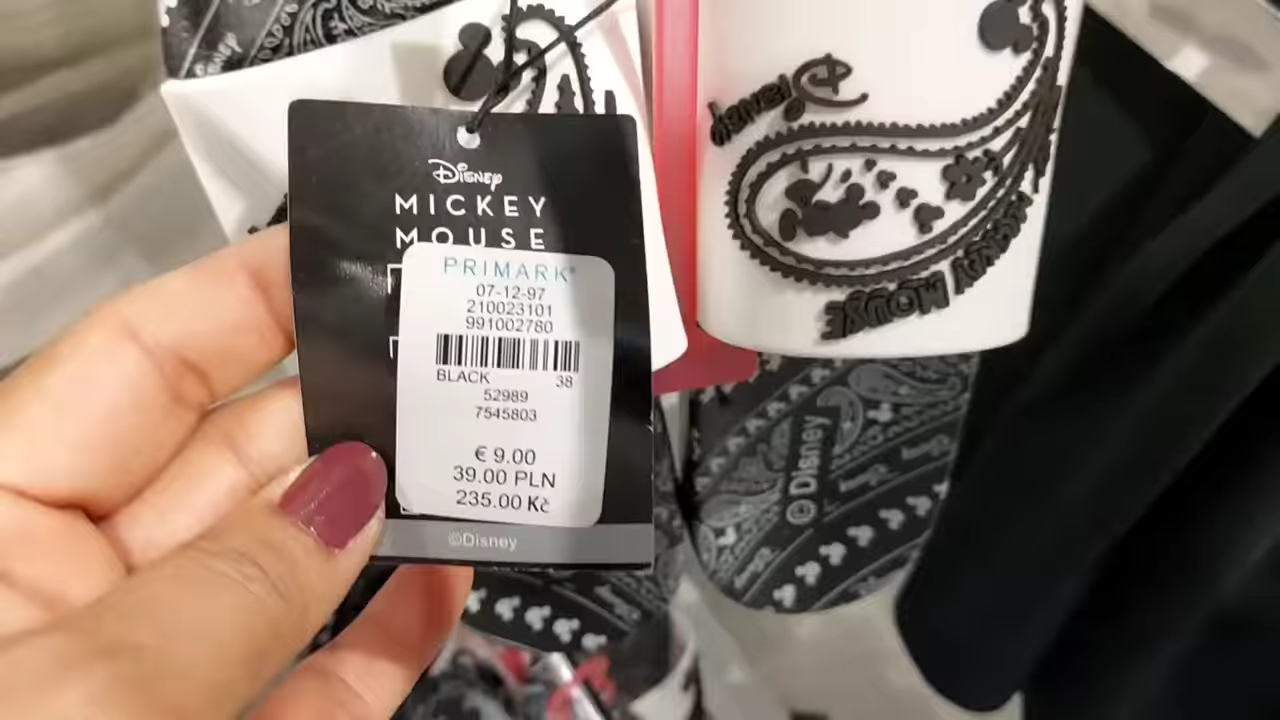 Disney
MICKEY
MOUSE
PRIMARK®
07-12-97
210023101
991002780
BLACK 38
52989
7545803
€ 9.00
39.00 PLN
235.00 Kč
©Disney
Disney
MICKEY MOUSE
©Disney
Disney